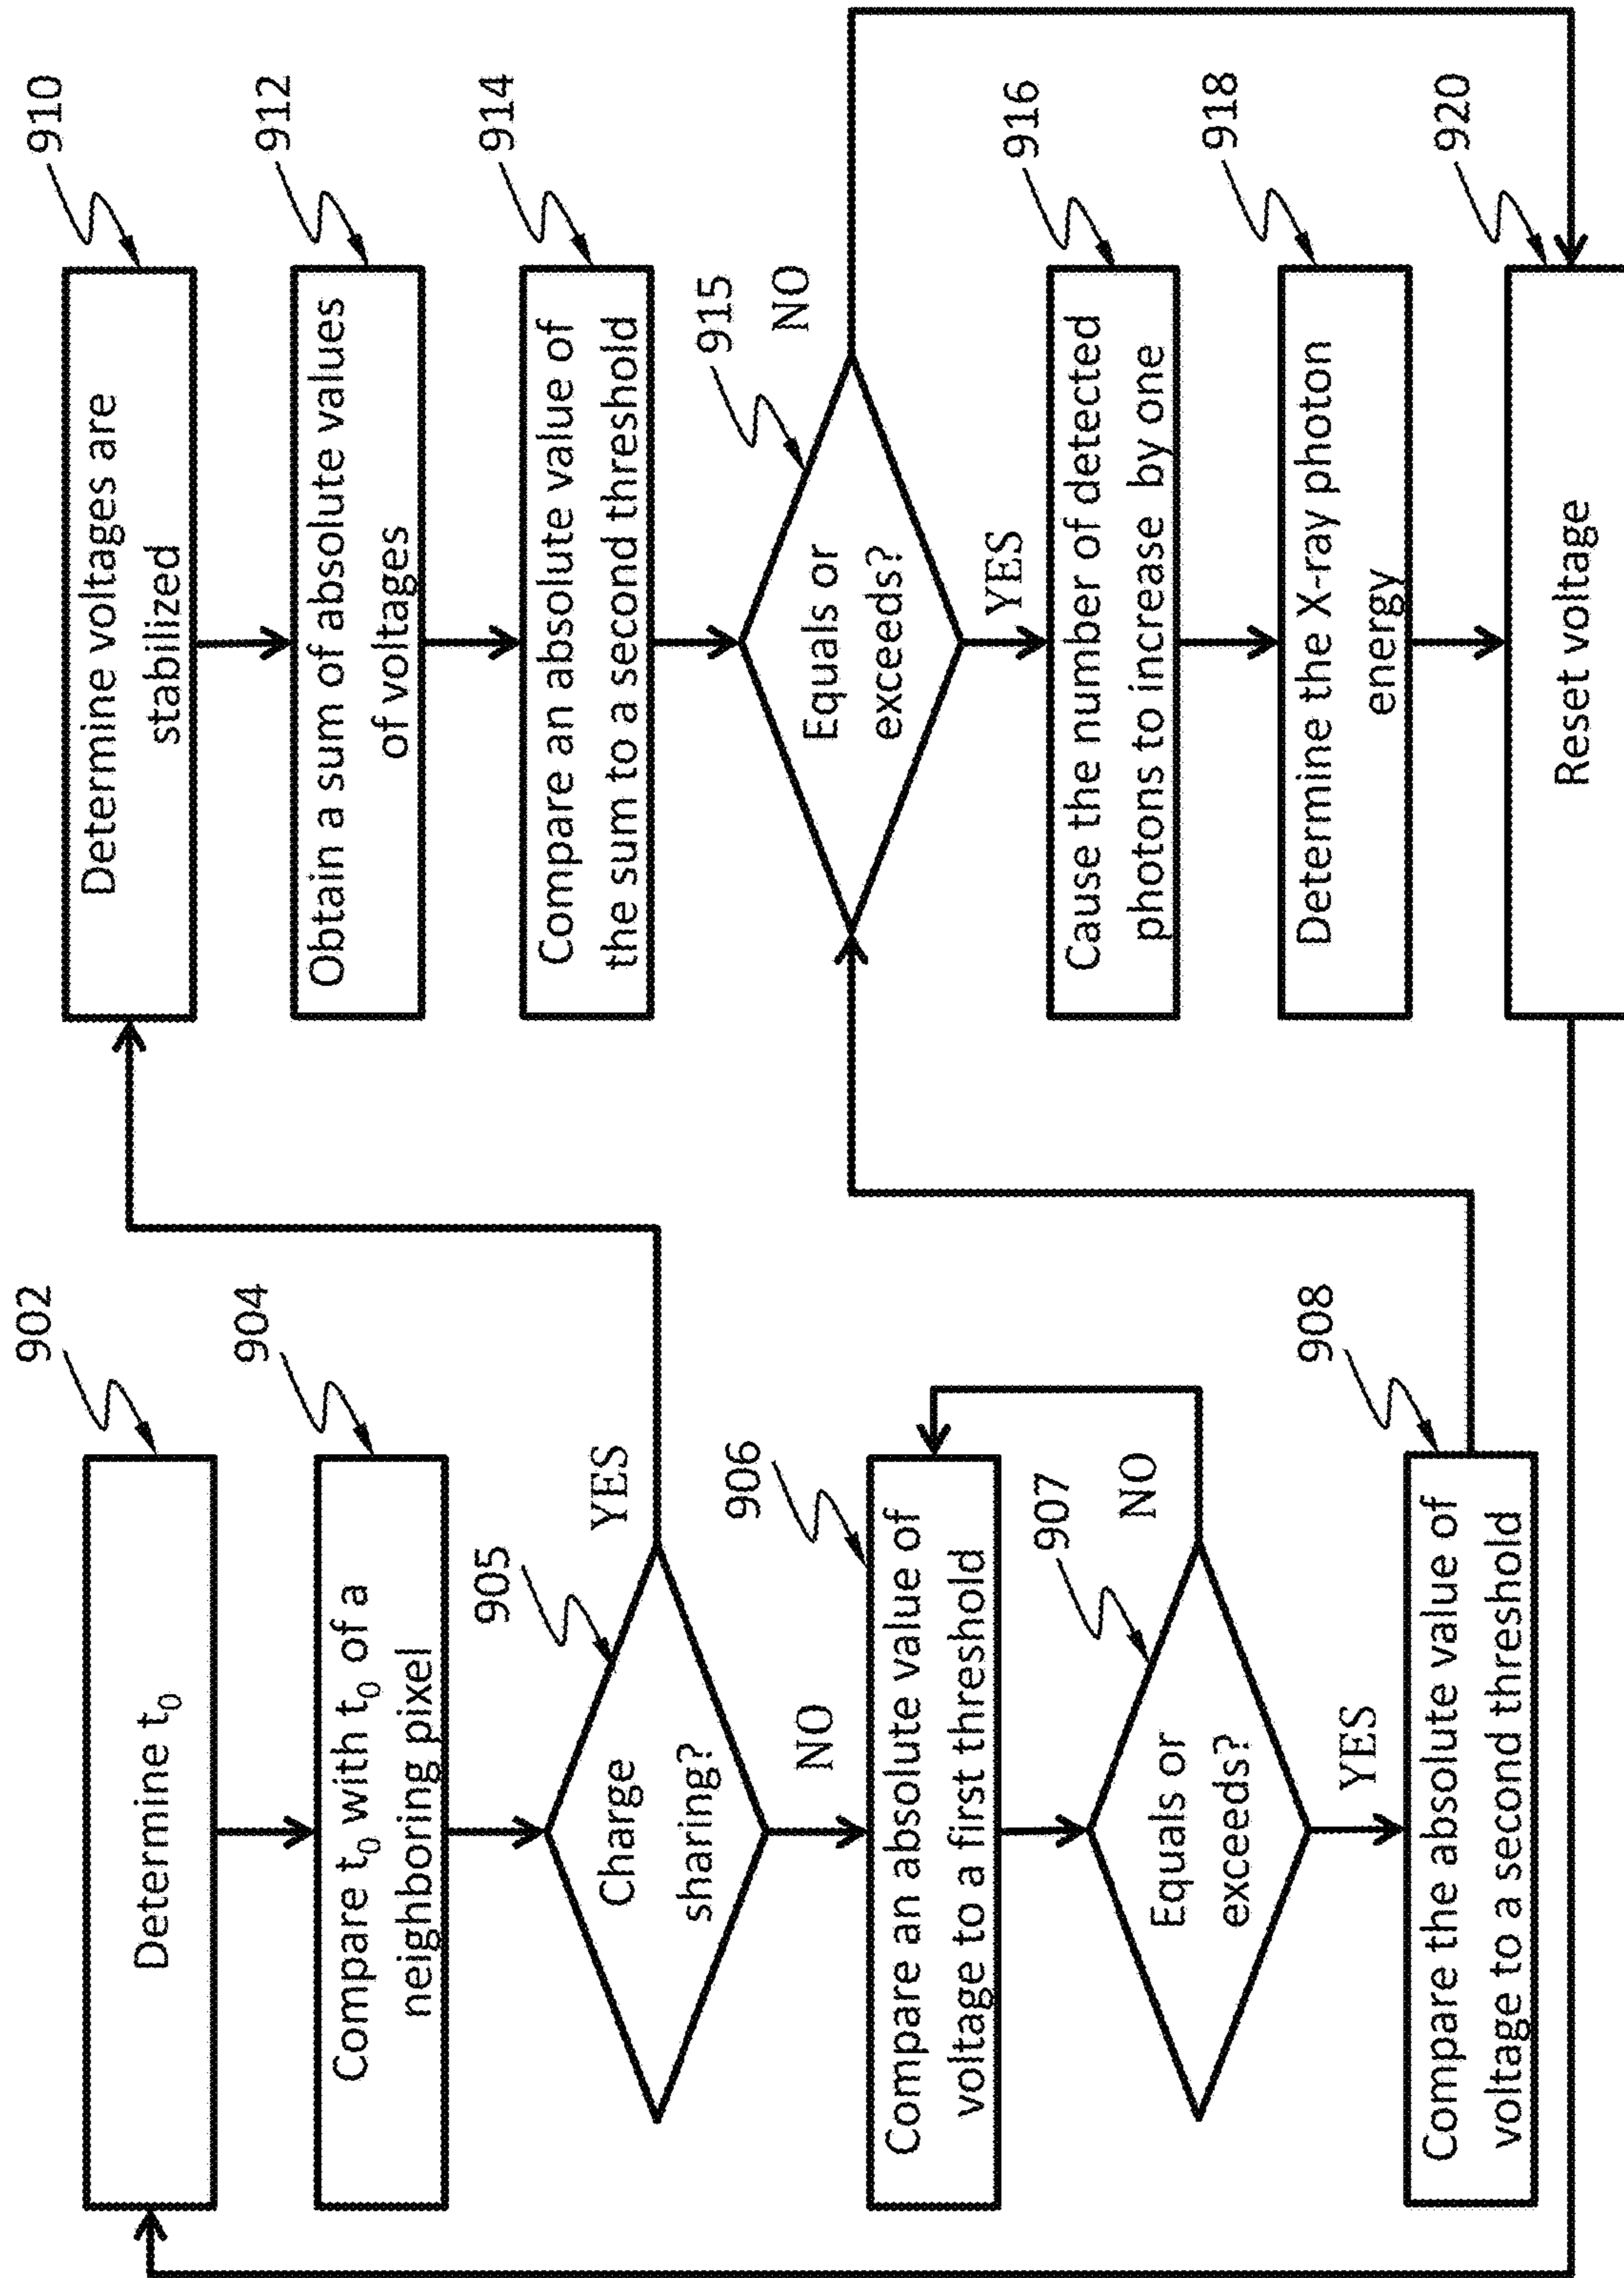 902
Determine t₀
904
Compare t₀ with t₀ of a
neighboring pixel
905
Charge
sharing?
YES
NO
906
Compare an absolute value of
voltage to a first threshold
907
Equals or
exceeds?
NO
YES
908
Compare the absolute value of
voltage to a second threshold
910
Determine voltages are
stabilized
912
Obtain a sum of absolute values
of voltages
914
Compare an absolute value of
the sum to a second threshold
915
Equals or
exceeds?
NO
YES
916
Cause the number of detected
photons to increase by one
918
Determine the X-ray photon
energy
920
Reset voltage